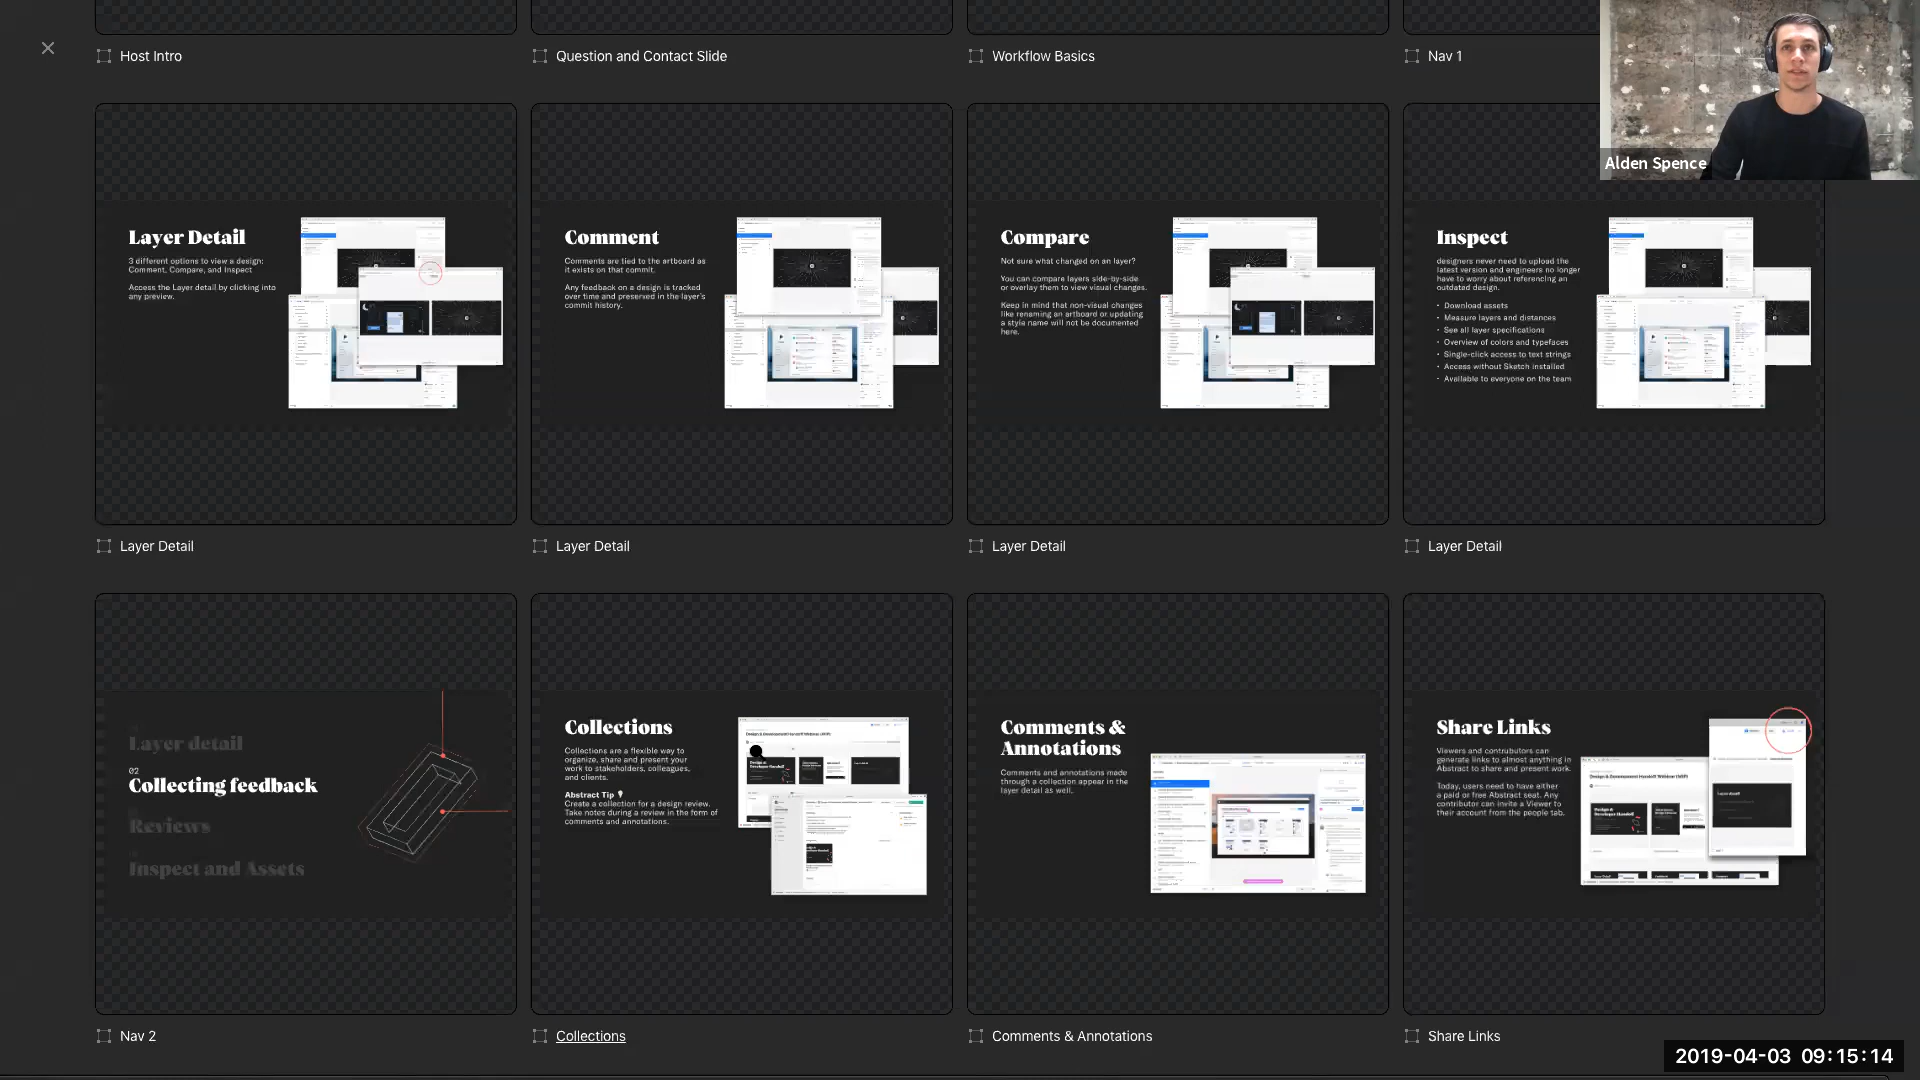 Host Intro
Question and Contact Slide
Workflow Basics
Nav 1
Alden Spence
Layer Detail
3 different options to view a design:
Comment, Compare, and Inspect
Access the Layer detail by clicking into
any preview.
Comment
Comments are tied to the artboard as
it exists on that commit.
Any feedback on a design is tracked
over time and preserved in the layer's
commit history.
Compare
Not sure what changed on an layer?
You can compare layers side-by-side
or overlay them to view visual changes.
Keep in mind that non-visual changes
like renaming an artboard or updating
a style name will not be documented
here.
Inspect
designers never need to upload the
latest version and engineers no longer
have to worry about referencing an
outdated design.
• Download assets
• Measure layers and distances
• See all layer specifications
• Overview of colors and typefaces
• Single-click access to text strings
• Access without Sketch installed
• Available to everyone on the team
Layer Detail
Layer Detail
Layer Detail
Layer Detail
Layer detail
02
Collecting feedback
Reviews
Inspect and Assets
Collections
Collections are a flexible way to
organize, share and present your
work to stakeholders, colleagues,
and clients.
Abstract Tip 💡
Create a collection for a design review.
Take notes during a review in the form of
comments and annotations.
Design & Development Handoff Webinar (WIP)
Comments &
Annotations
Comments and annotations made
through a collection appear in the
layer detail as well.
Share Links
Viewers and contrubutors can
generate links to almost anything in
Abstract to share and present work.
Today, users need to have either
a paid or free Abstract seat. Any
contributor can invite a Viewer to
their account from the people tab.
Design & Development Handoff Webinar (WIP)
Nav 2
Collections
Comments & Annotations
Share Links
2019-04-03 09:15:14